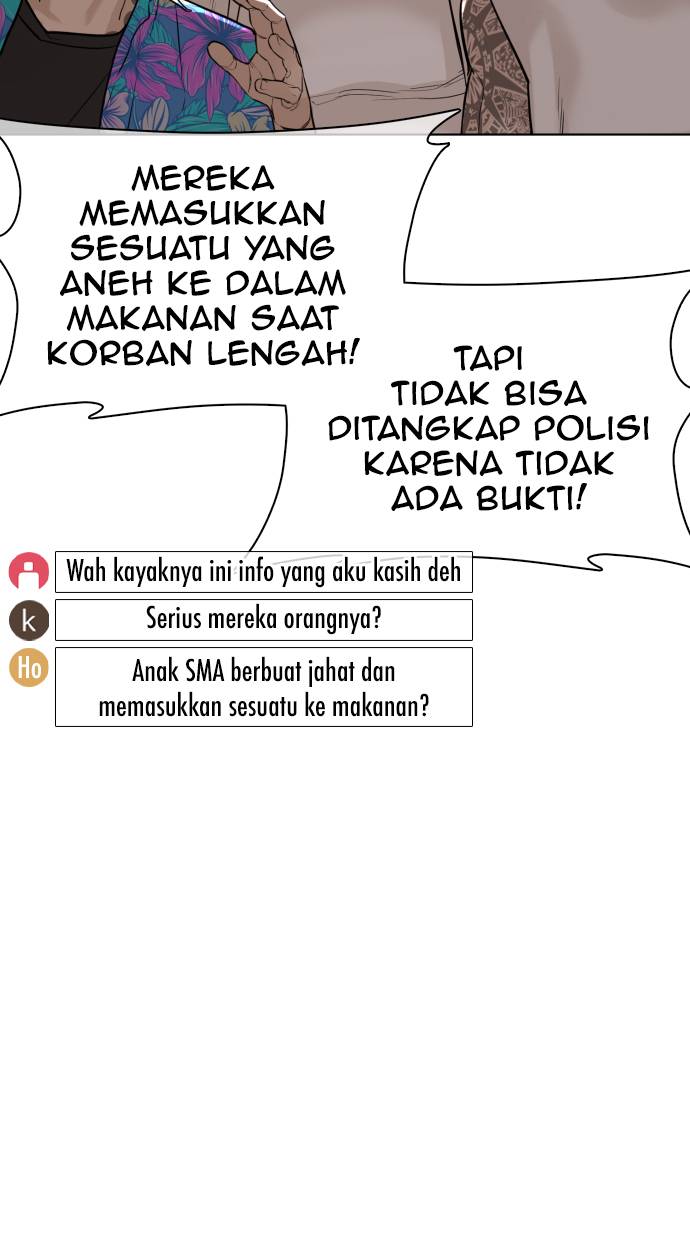 MEREKA
MEMASUKKAN
SESUATU YANG
ANEH KE DALAM
MAKANAN SAAT
KORBAN LENGAH!
TAPI
TIDAK BISA
DITANGKAP POLISI
KARENA TIDAK
ADA BUKTI!
Wah kayaknya ini info yang aku kasih deh
k
Serius mereka orangnya?
Ho
Anak SMA berbuat jahat dan
memasukkan sesuatu ke makanan?